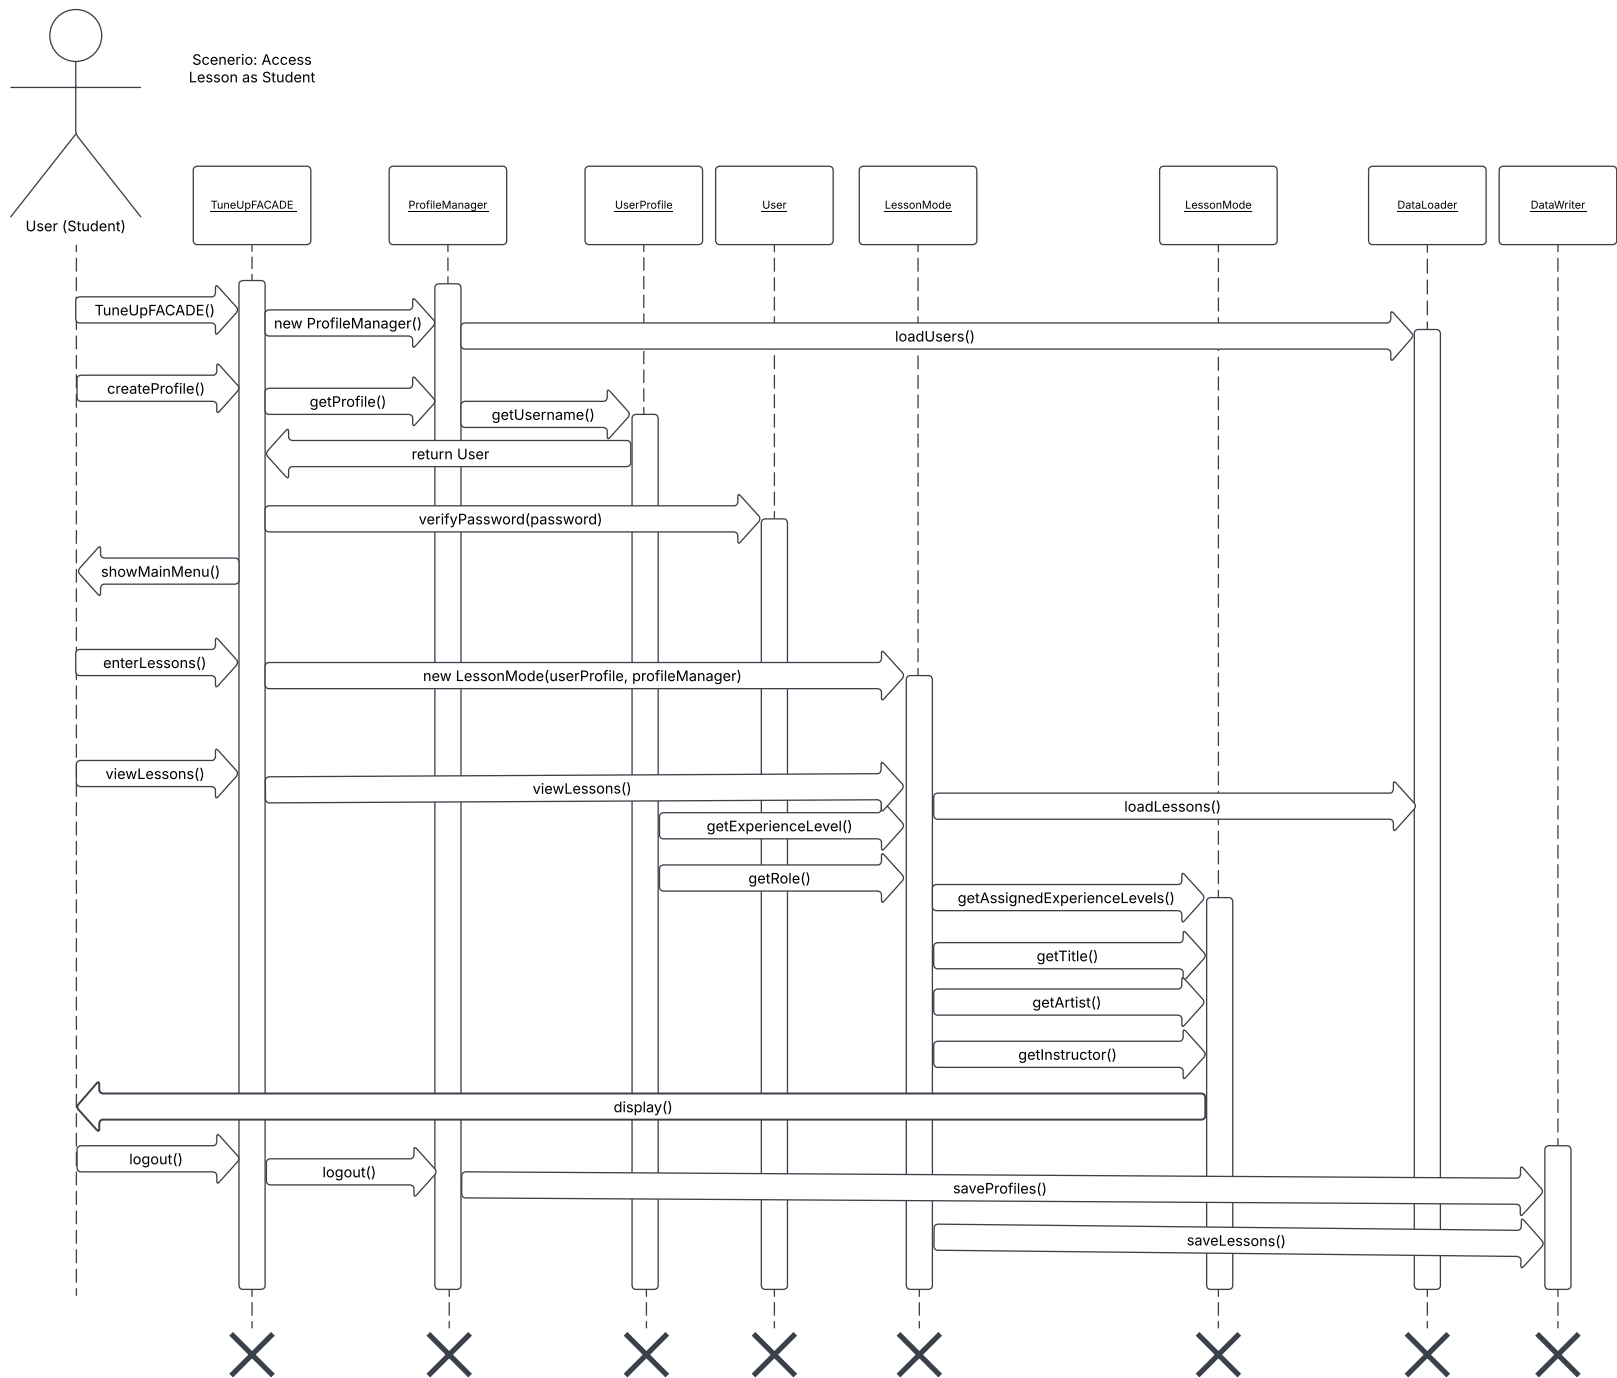 Scenerio: Access
Lesson as Student
User (Student)
TuneUpFACADE
ProfileManager
UserProfile
User
LessonMode
LessonMode
DataLoader
DataWriter
TuneUpFACADE()
new ProfileManager()
loadUsers()
createProfile()
getProfile()
getUsername()
return User
verifyPassword(password)
showMainMenu()
enterLessons()
new LessonMode(userProfile, profileManager)
viewLessons()
viewLessons()
loadLessons()
getExperienceLevel()
getRole()
getAssignedExperienceLevels()
getTitle()
getArtist()
getInstructor()
display()
logout()
logout()
saveProfiles()
saveLessons()